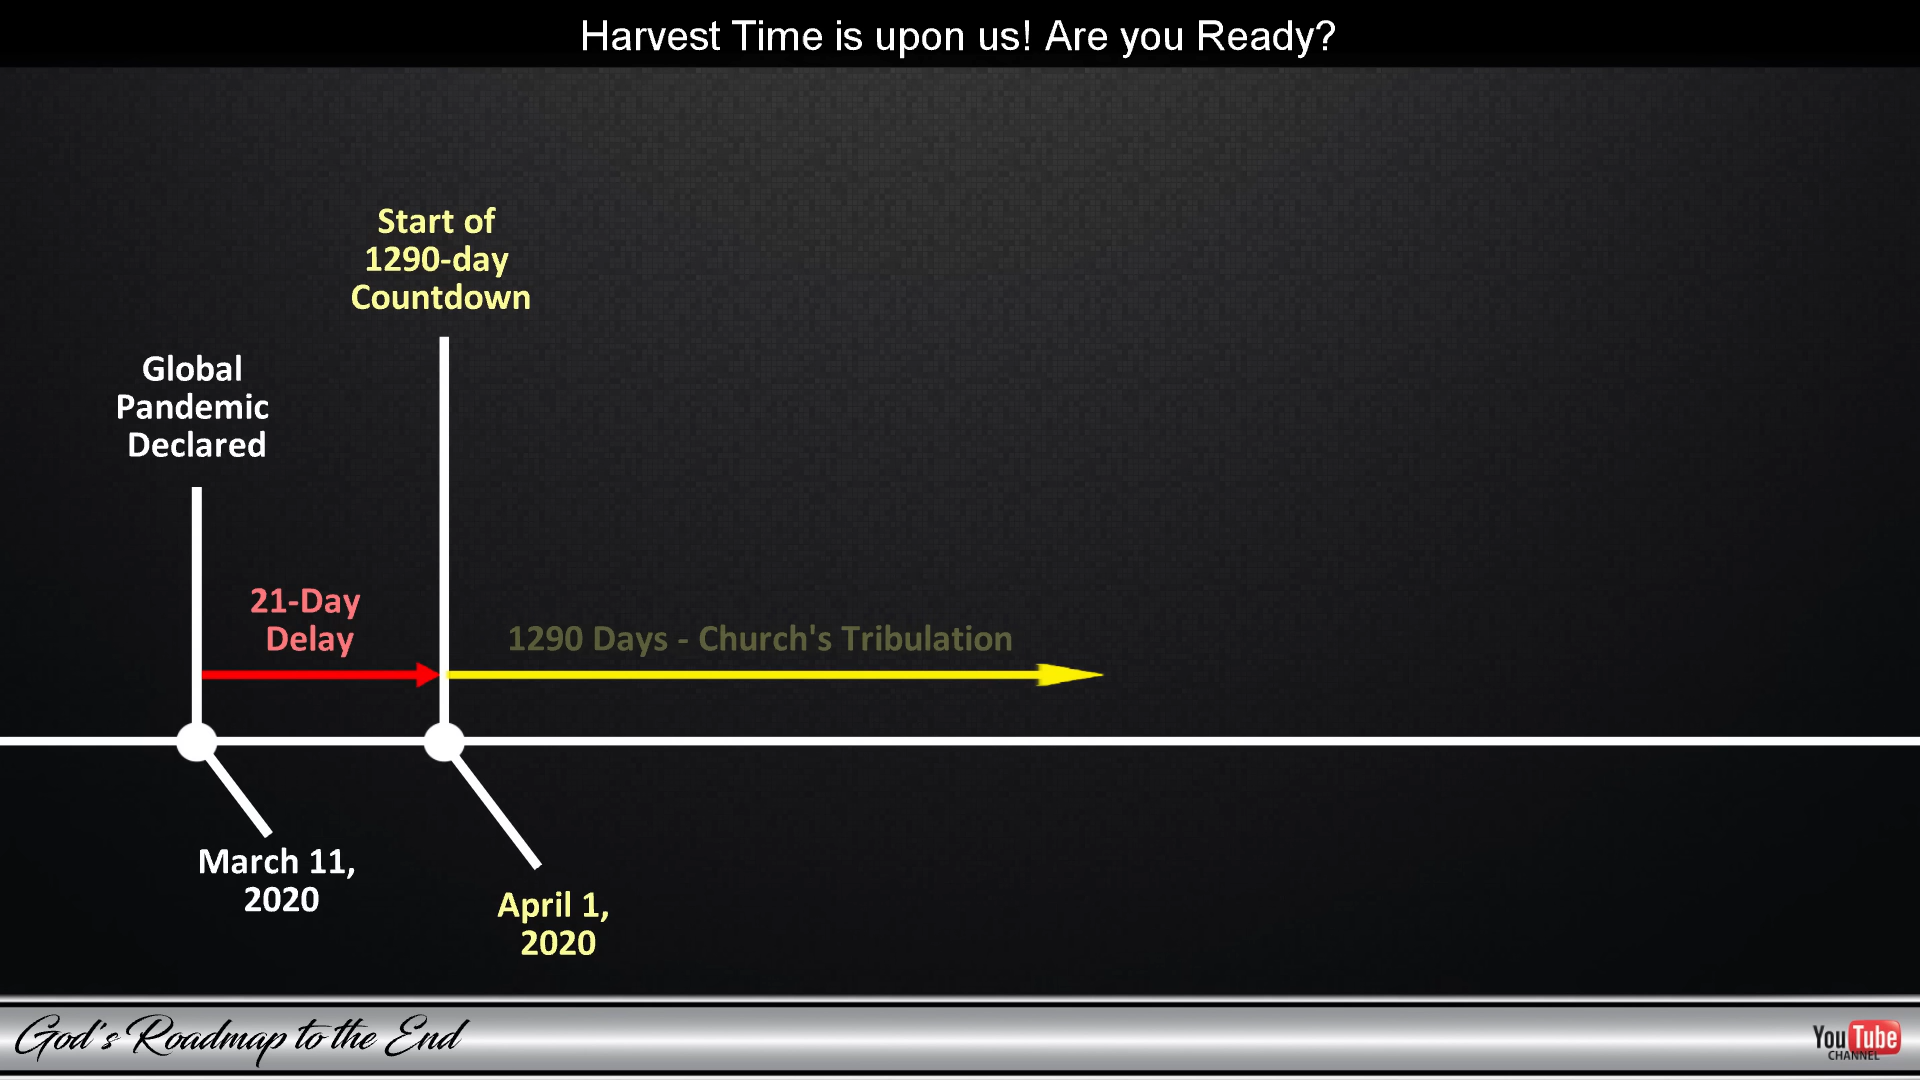 Harvest Time is upon us! Are you Ready?
Start of
1290-day
Countdown
Global
Pandemic
Declared
21-Day
Delay
1290 Days - Church's Tribulation
March 11,
2020
April 1,
2020
God's Roadmap to the End
YouTube
CHANNEL